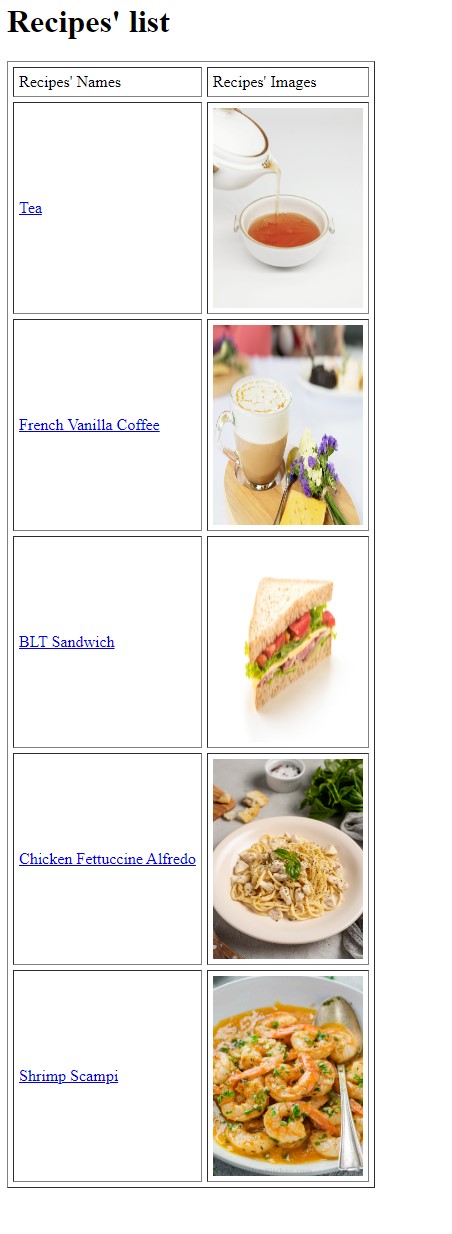 Recipes' list
Recipes' Names
Recipes' Images
Tea
French Vanilla Coffee
BLT Sandwich
Chicken Fettuccine Alfredo
Shrimp Scampi